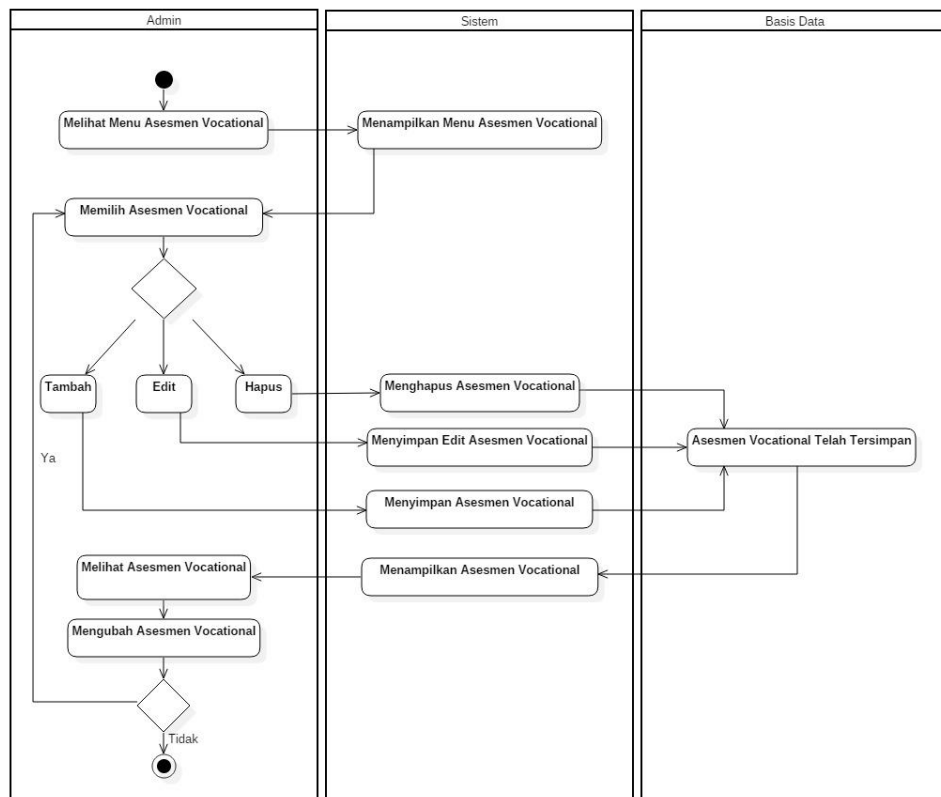 Admin
Sistem
Basis Data
Melihat Menu Asesmen Vocational
Menampilkan Menu Asesmen Vocational
Memilih Asesmen Vocational
Tambah
Edit
Hapus
Menghapus Asesmen Vocational
Menyimpan Edit Asesmen Vocational
Asesmen Vocational Telah Tersimpan
Ya
Menyimpan Asesmen Vocational
Melihat Asesmen Vocational
Menampilkan Asesmen Vocational
Mengubah Asesmen Vocational
Tidak